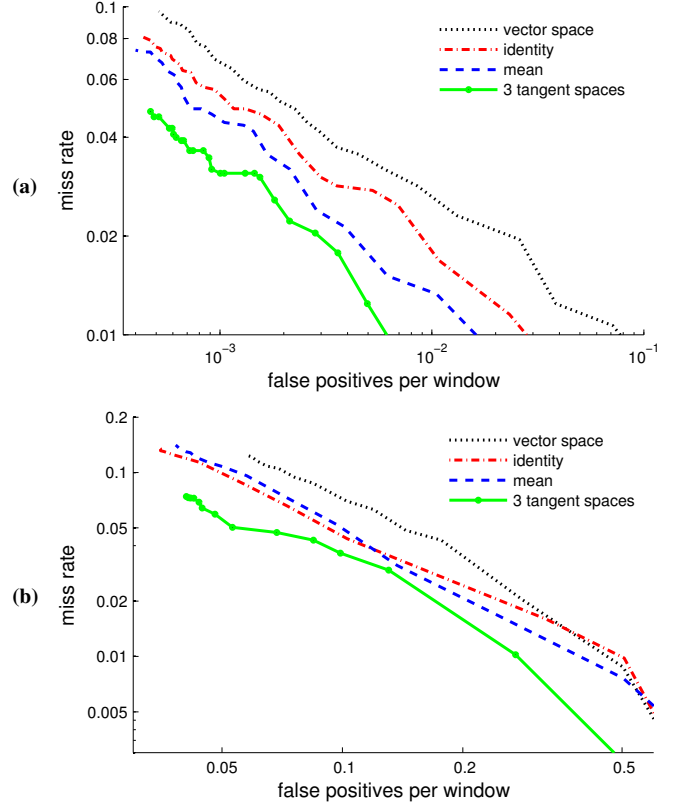 (a)
miss rate
0.1
0.08
0.06
0.04
0.02
0.01
vector space
identity
mean
3 tangent spaces
10⁻³
10⁻²
10⁻¹
false positives per window
(b)
miss rate
0.2
0.1
0.05
0.02
0.01
0.005
vector space
identity
mean
3 tangent spaces
0.05
0.1
0.2
0.5
false positives per window